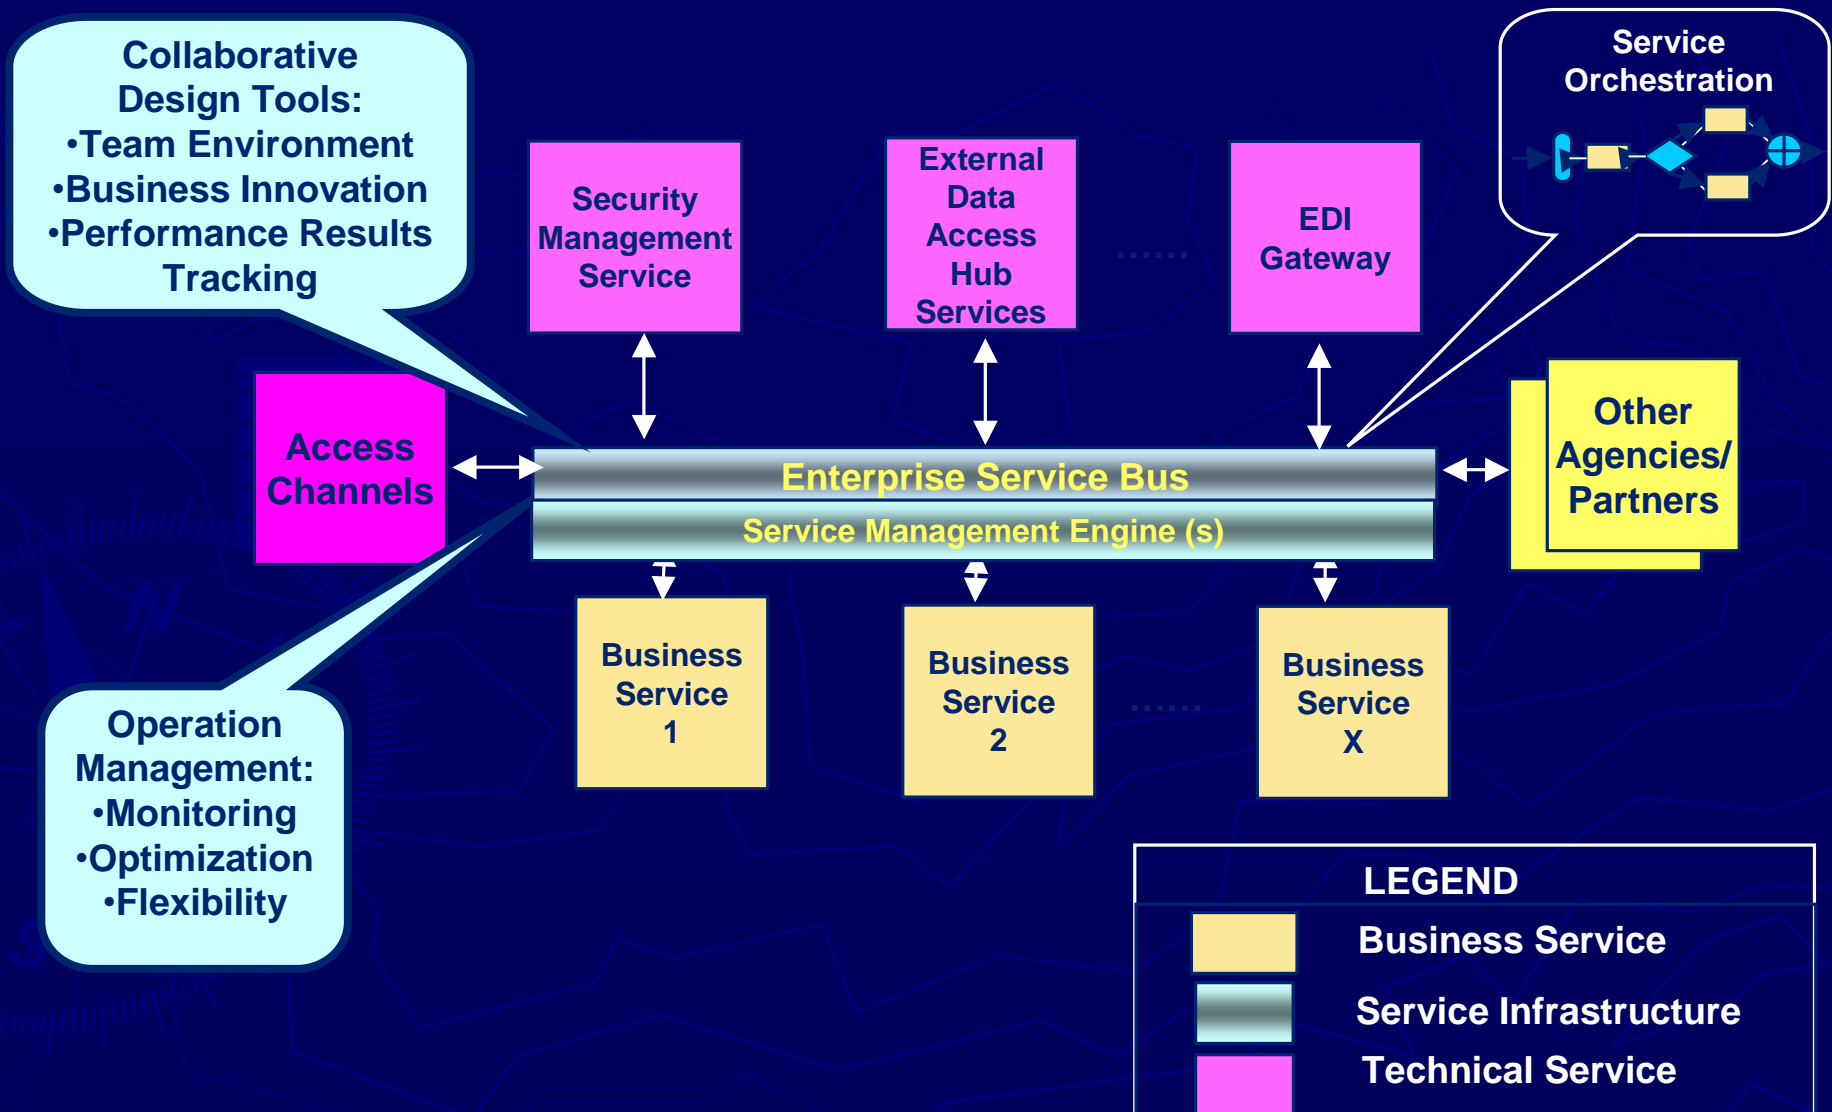 Collaborative
Design Tools:
•Team Environment
•Business Innovation
•Performance Results
Tracking
Service
Orchestration
Security
Management
Service
External
Data
Access
Hub
Services
......
EDI
Gateway
Access
Channels
Enterprise Service Bus
Service Management Engine (s)
Other
Agencies/
Partners
Business
Service
1
Business
Service
2
......
Business
Service
X
Operation
Management:
•Monitoring
•Optimization
•Flexibility
LEGEND
Business Service
Service Infrastructure
Technical Service
N
S